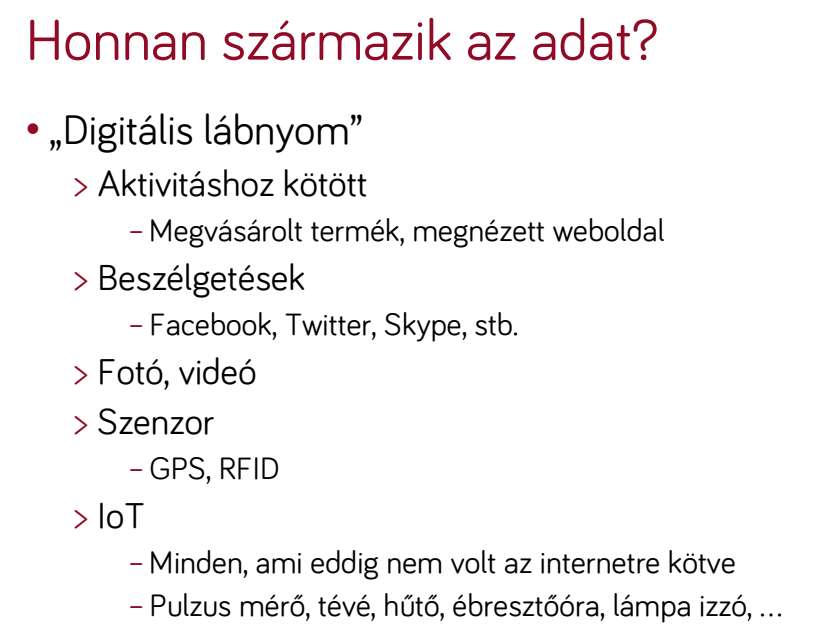 Honnan származik az adat?
• „Digitális lábnyom”
> Aktivitáshoz kötött
– Megvásárolt termék, megnézett weboldal
> Beszélgetések
– Facebook, Twitter, Skype, stb.
> Fotó, videó
> Szenzor
– GPS, RFID
> IoT
– Minden, ami eddig nem volt az internetre kötve
– Pulzus mérő, tévé, hűtő, ébresztőóra, lámpa izzó, ...